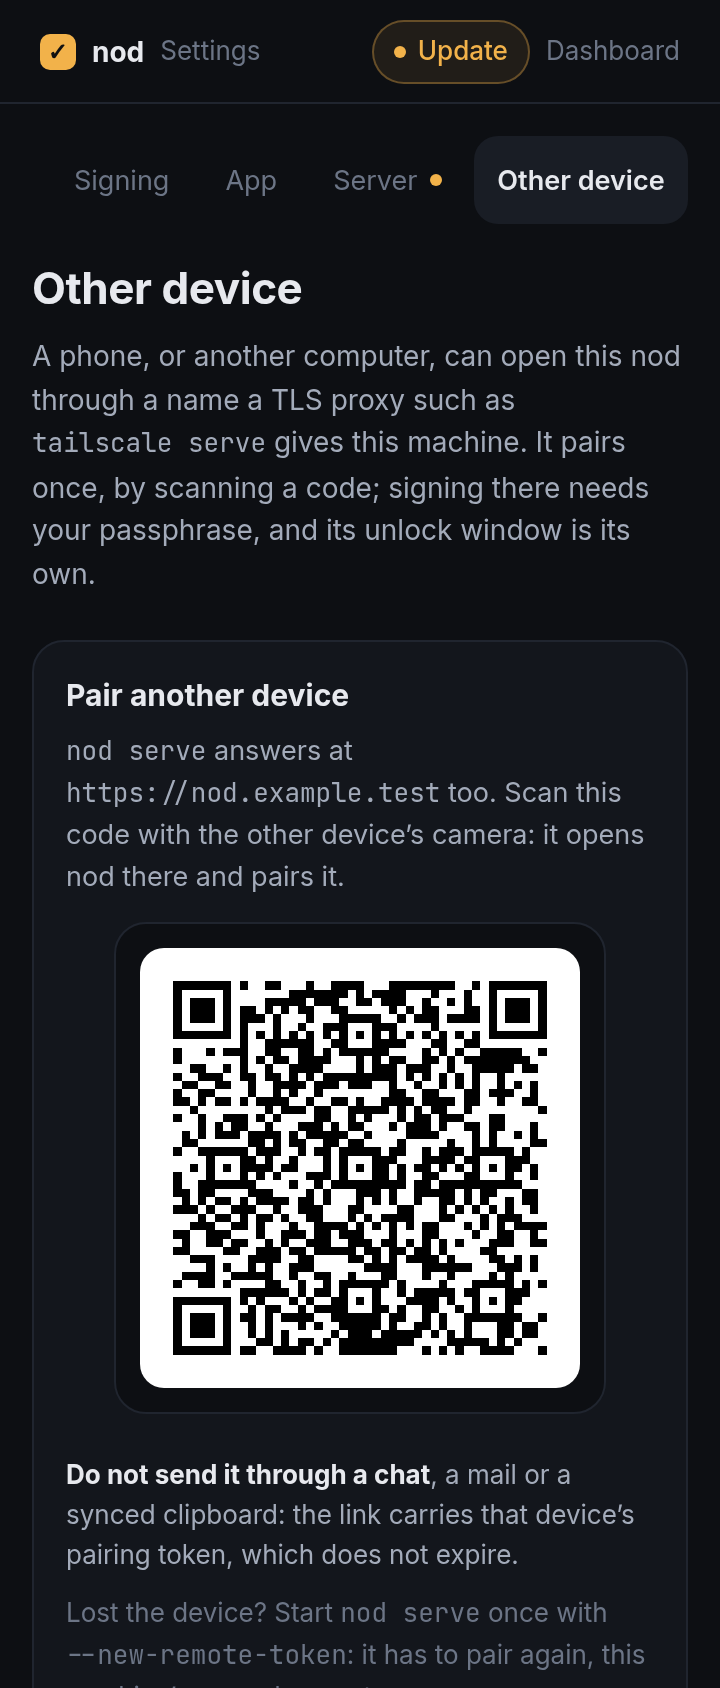 nod Settings Update Dashboard
Signing App Server Other device
Other device
A phone, or another computer, can open this nod
through a name a TLS proxy such as
tailscale serve gives this machine. It pairs
once, by scanning a code; signing there needs
your passphrase, and its unlock window is its
own.
Pair another device
nod serve answers at
https://nod.example.test too. Scan this
code with the other device’s camera: it opens
nod there and pairs it.
Do not send it through a chat, a mail or a
synced clipboard: the link carries that device’s
pairing token, which does not expire.
Lost the device? Start nod serve once with
--new-remote-token: it has to pair again, this